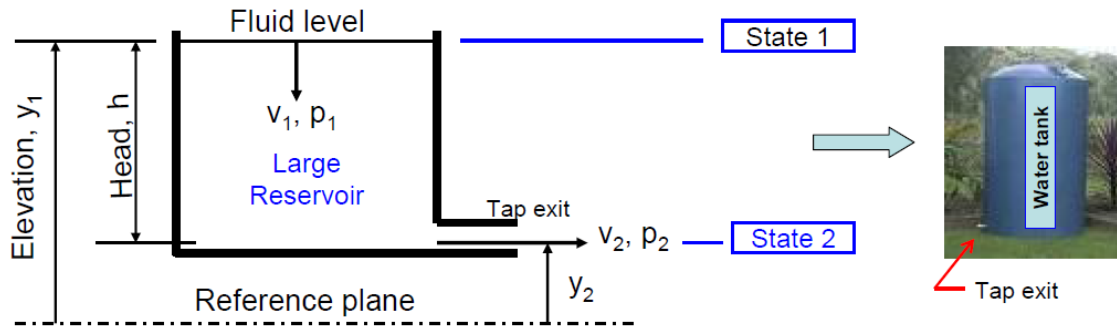 Fluid level
State 1
Elevation, y₁
Head, h
v₁, p₁
Large
Reservoir
Tap exit
v₂, p₂
State 2
y₂
Reference plane
Water tank
Tap exit